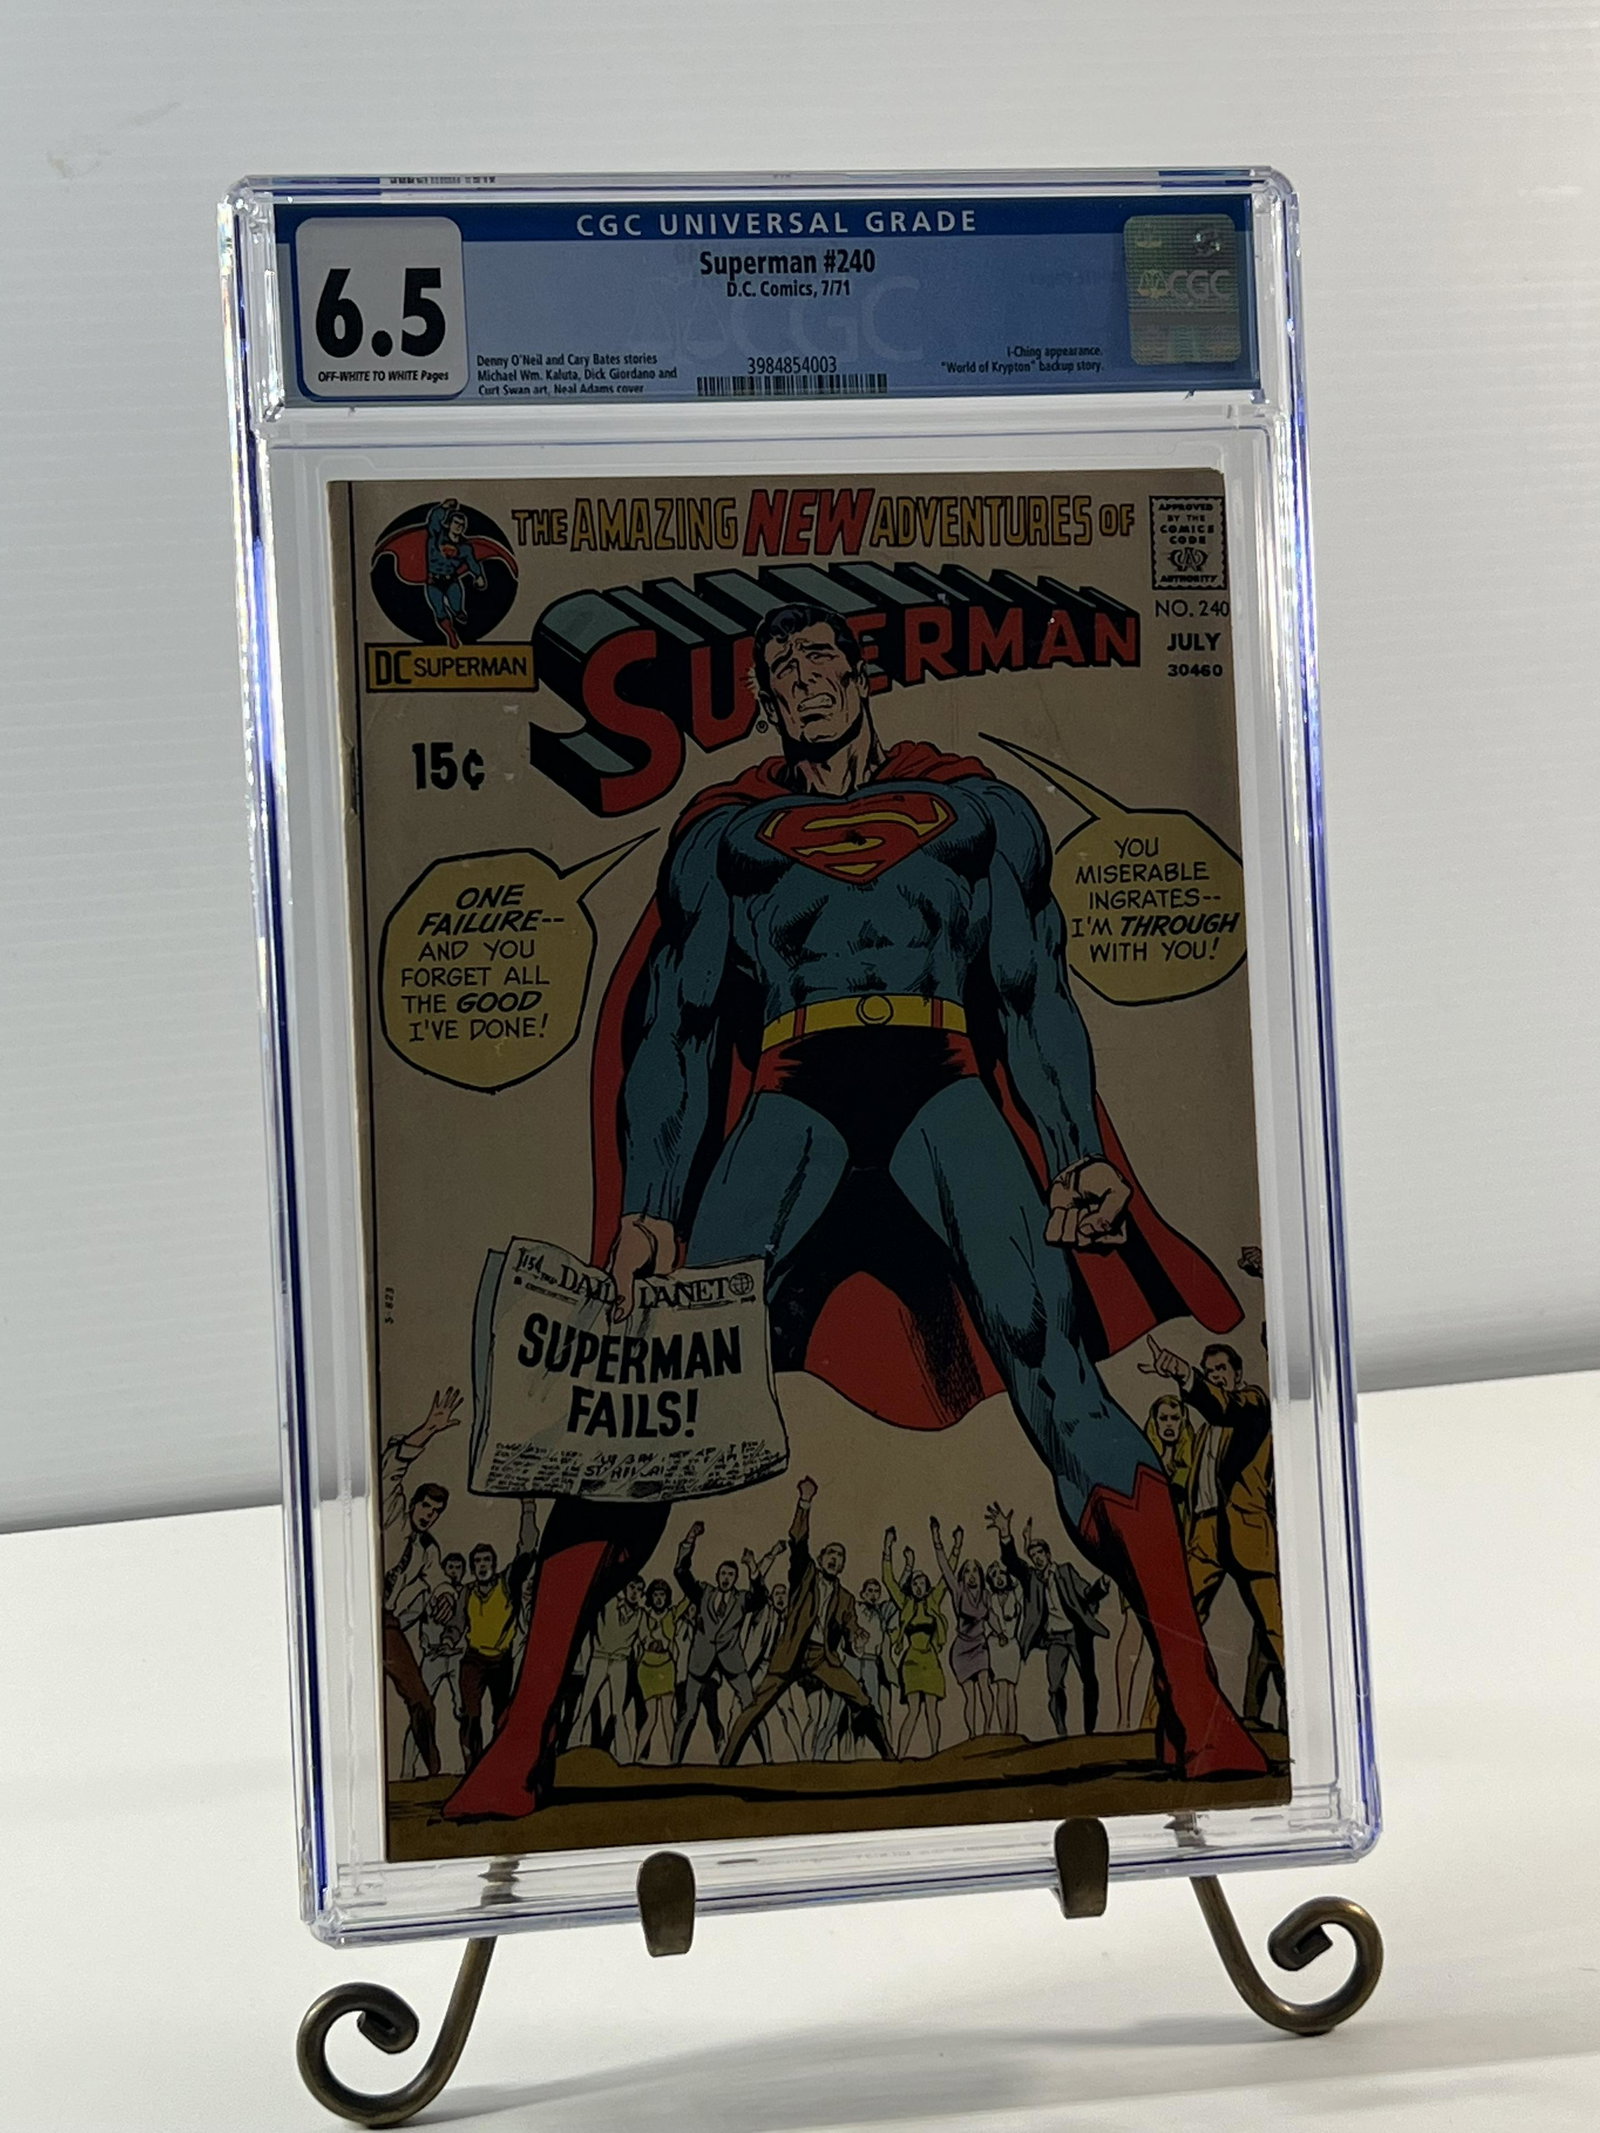 CGC UNIVERSAL GRADE
6.5
OFF-WHITE TO WHITE Pages
Superman #240
D.C. Comics, 7/71
Denny O'Neil and Cary Bates stories
Michael Wm. Kaluta, Dick Giordano and
Curt Swan art, Neal Adams cover
3984854003
I-Ching appearance.
"World of Krypton" backup story.
CGC
CGC
THE AMAZING NEW ADVENTURES OF
SUPERMAN
®
DC SUPERMAN
15¢
APPROVED
BY THE
COMICS
CODE
AUTHORITY
NO. 240
JULY
30460
ONE
FAILURE--
AND YOU
FORGET ALL
THE GOOD
I'VE DONE!
YOU
MISERABLE
INGRATES--
I'M THROUGH
WITH YOU!
15¢ DAILY PLANET
SUPERMAN
FAILS!